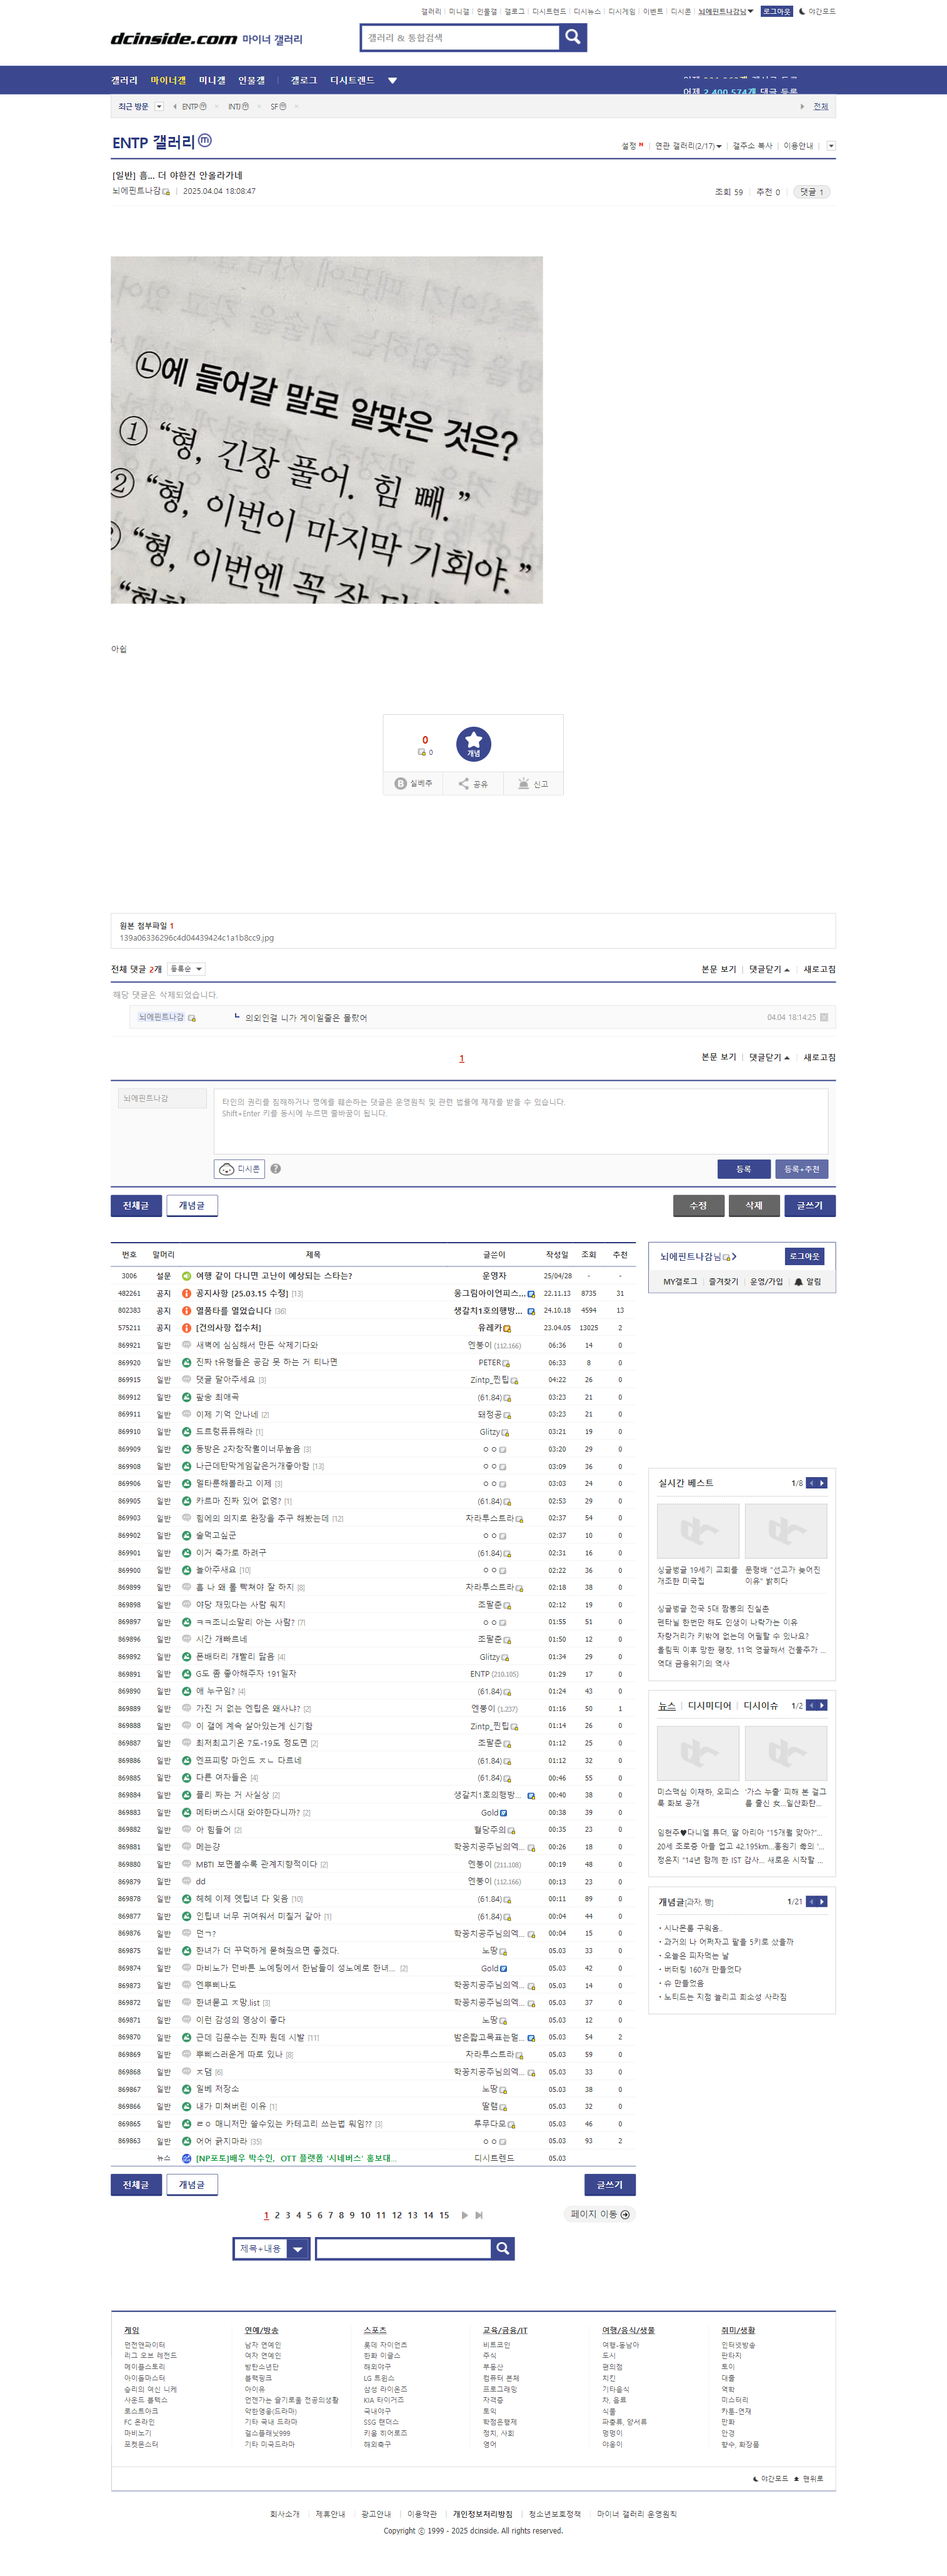 갤러리 | 미니갤 | 인물갤 | 갤로그 | 디시트렌드 | 디시뉴스 | 디시게임 | 이벤트 | 디시콘 | 뇌에핀트나감님 로그아웃 야간모드
dcinside.com 마이너 갤러리
갤러리 & 통합검색
갤러리 마이너갤 미니갤 인물갤 | 갤로그 디시트렌드
어제 2,400,574개 댓글 등록
최근 방문 ENTPⓜ × INTJⓜ × SFⓜ ×
전체
ENTP 갤러리ⓜ
설정 | 연관 갤러리(2/17) | 갤주소 복사 | 이용안내
[일반] 흠... 더 야한건 안올라가네
뇌에핀트나감 | 2025.04.04 18:08:47
조회 59 | 추천 0 | 댓글 1
㉡에 들어갈 말로 알맞은 것은?
① “형, 긴장 풀어. 힘 빼.”
② “형, 이번이 마지막 기회야.”
“형, 이번엔 꼭 잘
아쉽
0
0
개념
실베추
공유
신고
원본 첨부파일 1
139a06336296c4d04439424c1a1b8cc9.jpg
전체 댓글 2개 등록순
본문 보기 | 댓글닫기 | 새로고침
해당 댓글은 삭제되었습니다.
뇌에핀트나감 의외인걸 니가 게이일줄은 몰랐어 04.04 18:14:25
1
본문 보기 | 댓글닫기 | 새로고침
뇌에핀트나감
타인의 권리를 침해하거나 명예를 훼손하는 댓글은 운영원칙 및 관련 법률에 제재를 받을 수 있습니다.
Shift+Enter 키를 동시에 누르면 줄바꿈이 됩니다.
디시콘
등록 등록+추천
전체글 개념글
수정 삭제 글쓰기
번호 말머리 제목 글쓴이 작성일 조회 추천
3006 설문 여행 같이 다니면 고난이 예상되는 스타는? 운영자 25/04/28 - -
482261 공지 공지사항 [25.03.15 수정] [13] 22.11.13 8735 31
802383 공지 열품타를 열었습니다 [36] 생갈치1호의행방... 24.10.18 4594 13
575211 공지 [건의사항 접수처] 유레카 23.04.05 13025 2
869921 일반 새벽에 심심해서 만든 삭제기다와 엔붕이 (112.166) 06:36 14 0
869920 일반 진짜 t유형들은 공감 못 하는 거 티나면 PETER 06:33 8 0
869915 일반 댓글 달아주세요 [3] Zintp_찐팁 04:22 26 0
869912 일반 팝송 최애곡 (61.84) 03:23 21 0
869911 일반 이제 기억 안나네 [2] 돼정공 03:23 21 0
869910 일반 드르렁퓨퓨해라 [1] Glitzy 03:21 19 0
869909 일반 동방은 2차창작퀄이너무높음 [3] ㅇㅇ 03:20 29 0
869908 일반 나근데탄막게임같은거개좋아함 [13] ㅇㅇ 03:09 36 0
869906 일반 멀타룬해볼라고 이제 [3] ㅇㅇ 03:03 24 0
869905 일반 카르마 진짜 있어 없엉? [1] (61.84) 02:53 29 0
869903 일반 힘에의 의지로 완장을 추구 해봤는데 [12] 자라투스트라 02:37 54 0
869902 일반 술먹고싶군 ㅇㅇ 02:37 10 0
869901 일반 이거 축가로 하려구 (61.84) 02:31 16 0
869900 일반 놀아주새요 [10] ㅇㅇ 02:22 36 0
869899 일반 흠 나 왜 롤 빡쳐야 잘 하지 [8] 자라투스트라 02:18 38 0
869898 일반 야당 재밌다는 사람 뭐지 조팔춘 02:12 19 0
869897 일반 ㅋㅋ조니소말리 아는 사람? [7] ㅇㅇ 01:55 51 0
869896 일반 시간 개빠르네 조팔춘 01:50 12 0
869892 일반 폰배터리 개빨리 닳음 [4] Glitzy 01:34 29 0
869891 일반 G도 좀 좋아해주자 191일차 ENTP (210.105) 01:29 17 0
869890 일반 얘 누구임? [4] (61.84) 01:24 43 0
869889 일반 가진 거 없는 엔팁은 왜사냐? [2] 엔붕이 (1.237) 01:16 50 1
869888 일반 이 갤에 계속 살아있는게 신기함 Zintp_찐팁 01:14 26 0
869887 일반 최저최고기온 7도-19도 정도면 [2] 조팔춘 01:12 25 0
869886 일반 엔프피랑 마인드 ㅈㄴ 다르네 (61.84) 01:12 32 0
869885 일반 다른 여자들은 [4] (61.84) 00:46 55 0
869884 일반 플리 짜는 거 사실상 [2] 생갈치1호의행방... 00:40 38 0
869883 일반 메타버스시대 와야한다니까? [2] Gold 00:38 39 0
869882 일반 아 힘들어 [2] 혈당주의 00:35 23 0
869881 일반 메는강 학꽁치공주님의역... 00:26 18 0
869880 일반 MBTI 보면볼수록 관계지향적이다 [2] 엔붕이 (211.108) 00:19 48 0
869879 일반 dd 엔붕이 (112.166) 00:13 23 0
869878 일반 헤헤 이제 엣팁녀 다 잊음 [10] (61.84) 00:11 89 0
869877 일반 인팁녀 너무 귀여워서 미칠거 같아 [1] (61.84) 00:04 44 0
869876 일반 먼ㄱ? 학꽁치공주님의역... 00:04 15 0
869875 일반 한녀가 더 꾸덕하게 묻혀줬으면 좋겠다. 노땅 05.03 33 0
869874 일반 마비노가 먼바튼 노예팅에서 한남들이 성노예로 한녀... [2] Gold 05.03 42 0
869873 일반 엔뿌삐나도 학꽁치공주님의역... 05.03 14 0
869872 일반 한녀묻고 ㅈ망.list [3] 학꽁치공주님의역... 05.03 37 0
869871 일반 이런 감성의 영상이 좋다 노땅 05.03 12 0
869870 일반 근데 김문수는 진짜 뭔데 시발 [11] 밤은짧고목표는멀... 05.03 54 2
869869 일반 뿌삐스러운게 따로 있나 [8] 자라투스트라 05.03 59 0
869868 일반 ㅈ댐 [6] 학꽁치공주님의역... 05.03 33 0
869867 일반 일베 저장소 노땅 05.03 38 0
869866 일반 내가 미쳐버린 이유 [1] 딸램 05.03 32 0
869865 일반 ㄹㅇ 매니저만 쓸수있는 카테고리 쓰는법 뭐임?? [3] 루무다모 05.03 46 0
869863 일반 어어 긁지마라 [35] ㅇㅇ 05.03 93 2
뉴스 [NP포토]배우 박수인, OTT 플랫폼 '시네버스' 홍보대... 디시트렌드 05.03
전체글 개념글 글쓰기
1 2 3 4 5 6 7 8 9 10 11 12 13 14 15
페이지 이동
제목+내용
뇌에핀트나감님 로그아웃
MY갤로그 | 즐겨찾기 | 운영/가입 | 알림
실시간 베스트 1/8
싱글벙글 19세기 교회를 개조한 미국집
문형배 "선고가 늦어진 이유" 밝히다
싱글벙글 전국 5대 짬뽕의 진실촌
펜타닐 한번만 해도 인생이 나락가는 이유
자랑거리가 키밖에 없는데 어필할 수 있나요?
올림픽 이후 망한 평창, 11억 영끌해서 건물주가 ...
역대 금융위기의 역사
뉴스 | 디시미디어 | 디시이슈 1/2
미스맥심 이재하, 오피스룩 화보 공개
'가스 누출' 피해 본 걸그룹 출신 女...일산화탄...
임현주♥다니엘 튜더, 딸 아리아 "15개월 맞아?"...
20세 조로증 아들 업고 42.195km...홍원기 母의 '...
정은지 "14년 함께 한 IST 감사... 새로운 시작할 ...
개념글[과자, 빵] 1/21
· 시나몬롤 구워옴..
· 과거의 나 어쩌자고 팥을 5키로 샀을까
· 오늘은 피자먹는 날
· 버터링 160개 만들었다
· 슈 만들었음
· 노티드는 지점 늘리고 희소성 사라짐
게임
던전앤파이터
리그 오브 레전드
메이플스토리
아이돌마스터
승리의 여신 니케
사운드 볼텍스
로스트아크
FC 온라인
마비노기
포켓몬스터
연예/방송
남자 연예인
여자 연예인
방탄소년단
블랙핑크
아이유
언젠가는 슬기로울 전공의생활
약한영웅(드라마)
기타 국내 드라마
걸스플래닛999
기타 미국드라마
스포츠
롯데 자이언츠
한화 이글스
해외야구
LG 트윈스
삼성 라이온즈
KIA 타이거즈
국내야구
SSG 랜더스
키움 히어로즈
해외축구
교육/금융/IT
비트코인
주식
부동산
컴퓨터 본체
프로그래밍
자격증
토익
학점은행제
정치, 사회
영어
여행/음식/생물
여행-동남아
도시
편의점
치킨
기타음식
차, 음료
식물
파충류, 양서류
멍멍이
야옹이
취미/생활
인터넷방송
판타지
토이
대출
역학
미스터리
카툰-연재
만화
안경
향수, 화장품
야간모드 맨위로
회사소개 | 제휴안내 | 광고안내 | 이용약관 | 개인정보처리방침 | 청소년보호정책 | 마이너 갤러리 운영원칙
Copyright ⓒ 1999 - 2025 dcinside. All rights reserved.